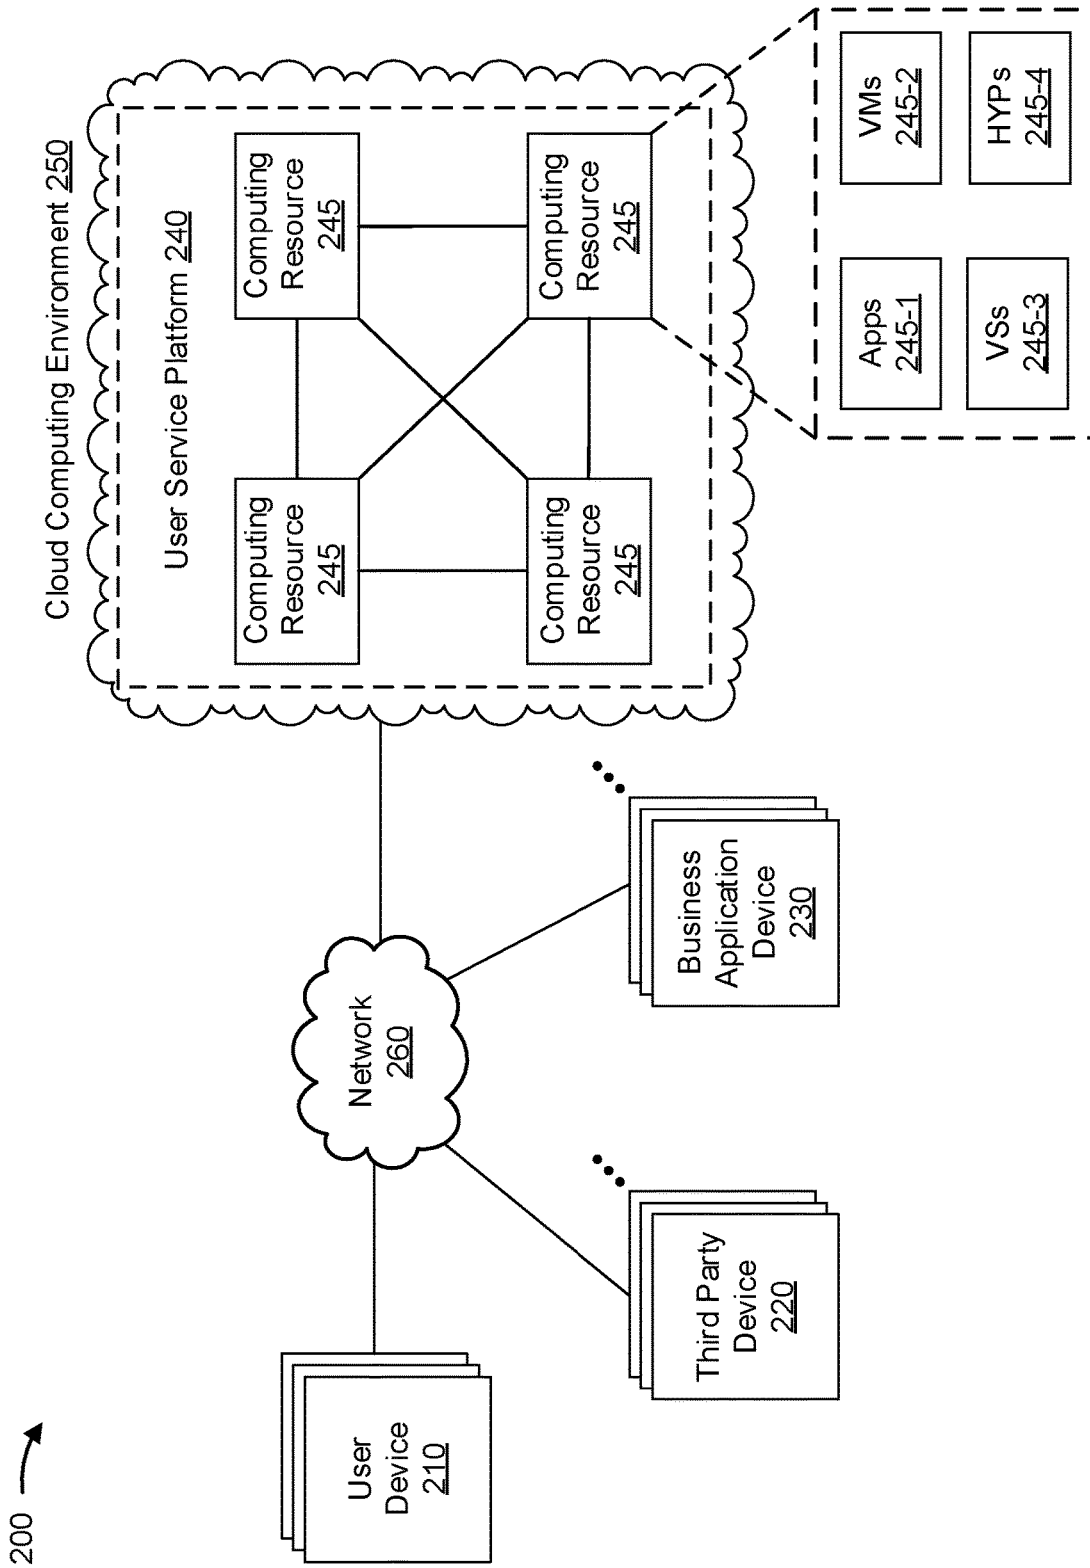 200
Cloud Computing Environment 250
User Service Platform 240
Computing
Resource
245
Computing
Resource
245
Computing
Resource
245
Computing
Resource
245
User
Device
210
Network
260
Third Party
Device
220
Business
Application
Device
230
Apps
245-1
VMs
245-2
VSs
245-3
HYPs
245-4